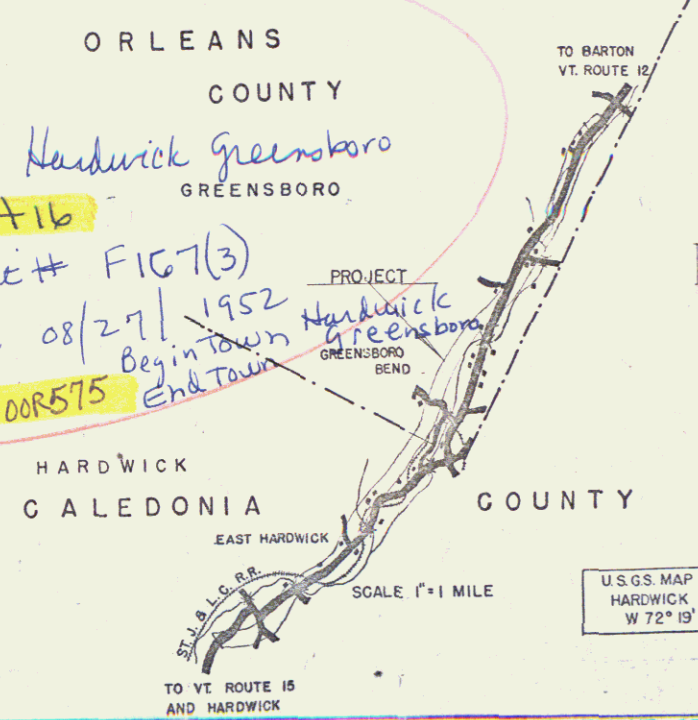 ORLEANS
COUNTY
TO BARTON
VT. ROUTE 12
Hardwick Greensboro
GREENSBORO
+16
# F167(3)
08/27/1952
PROJECT
Begin Town Hardwick
End Town Greensboro
GREENSBORO
BEND
00R575
HARDWICK
CALEDONIA
COUNTY
EAST HARDWICK
ST. J. & L. C. R.R.
SCALE 1"=1 MILE
U.S.G.S. MAP
HARDWICK
W 72° 19'
TO VT. ROUTE 15
AND HARDWICK